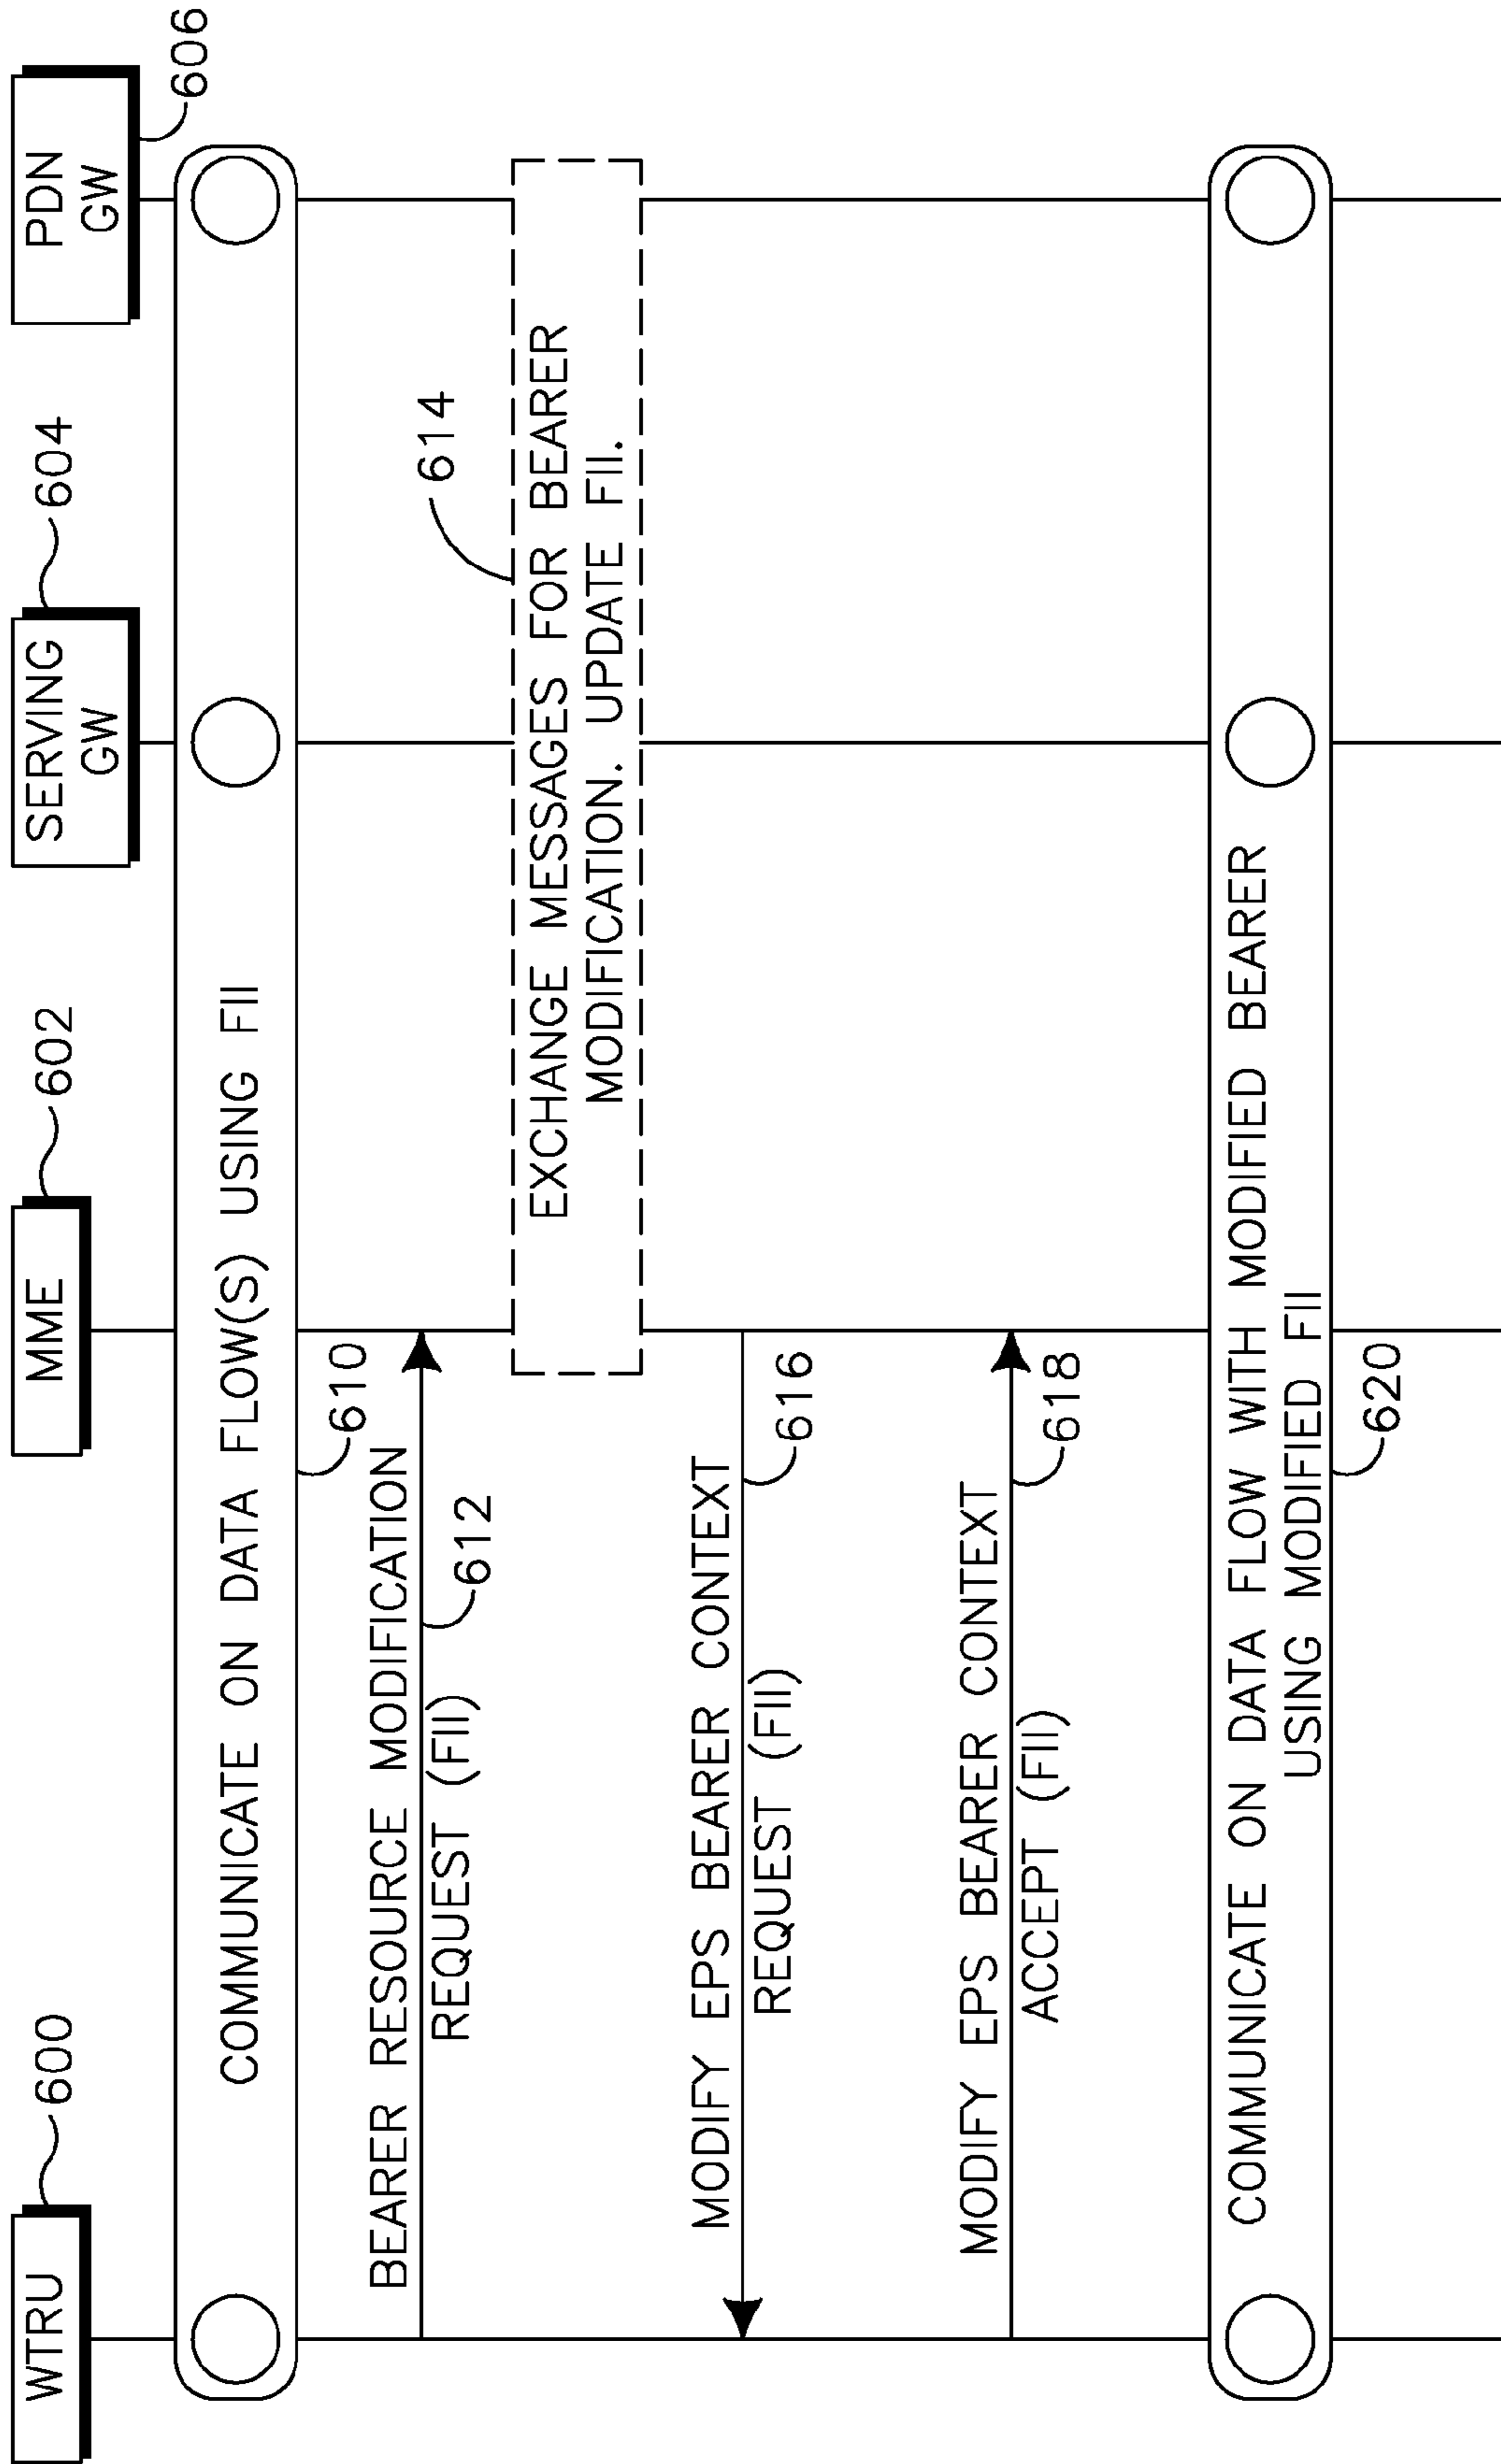 WTRU
600
MME
602
SERVING
GW
604
PDN
GW
606
COMMUNICATE ON DATA FLOW(S) USING FII
610
BEARER RESOURCE MODIFICATION
REQUEST (FII)
612
EXCHANGE MESSAGES FOR BEARER
MODIFICATION. UPDATE FII.
614
MODIFY EPS BEARER CONTEXT
REQUEST (FII)
616
MODIFY EPS BEARER CONTEXT
ACCEPT (FII)
618
COMMUNICATE ON DATA FLOW WITH MODIFIED BEARER
USING MODIFIED FII
620